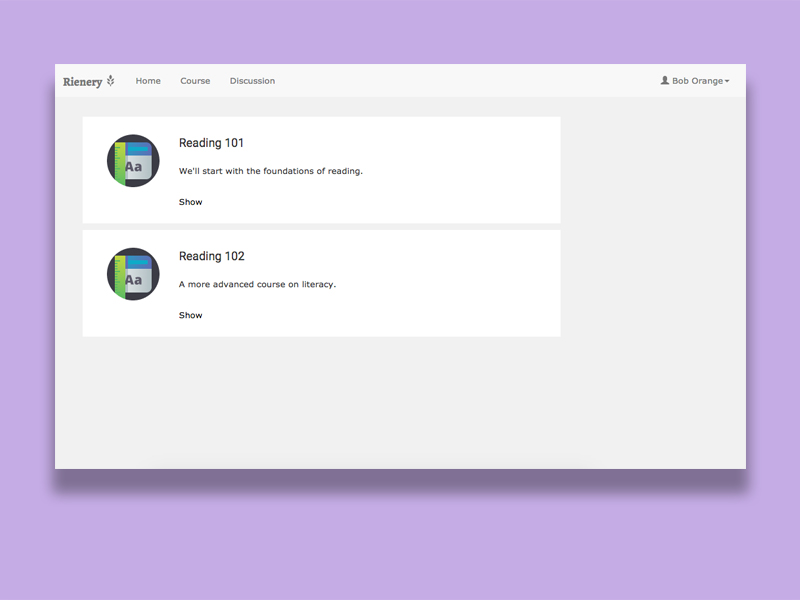 Rienery Home Course Discussion Bob Orange
Reading 101
Aa
We'll start with the foundations of reading.
Show
Reading 102
Aa
A more advanced course on literacy.
Show